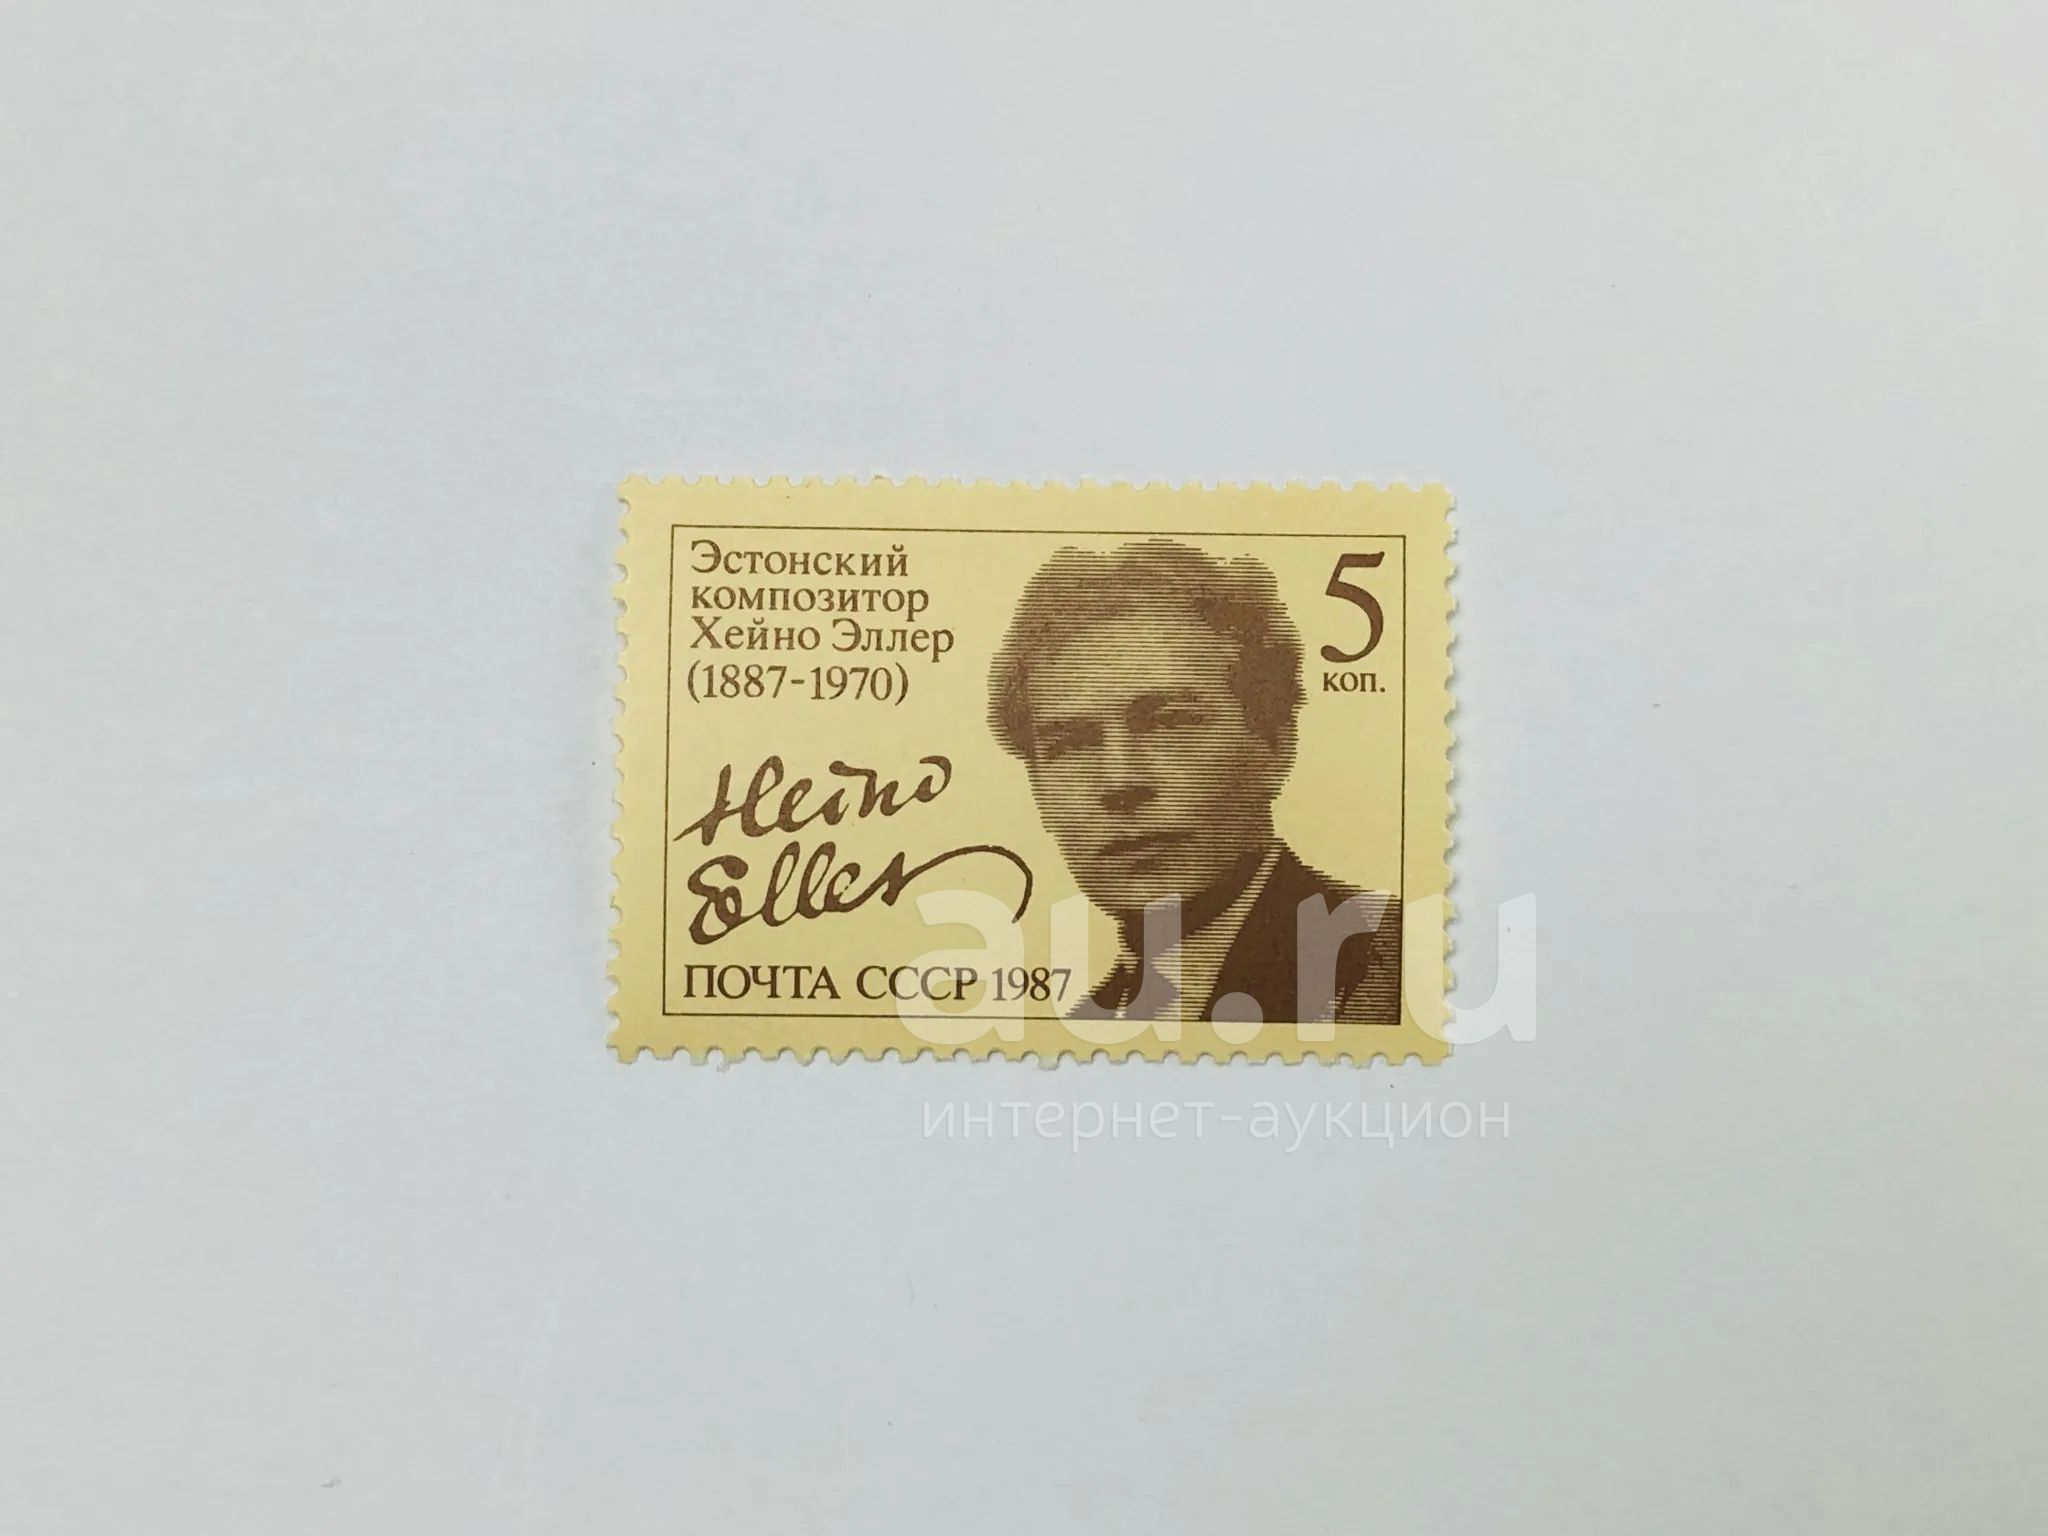 Эстонский
композитор
Хейно Эллер
(1887-1970)
5
коп.
Heino
Eller
ПОЧТА СССР 1987
au.ru
интернет-аукцион